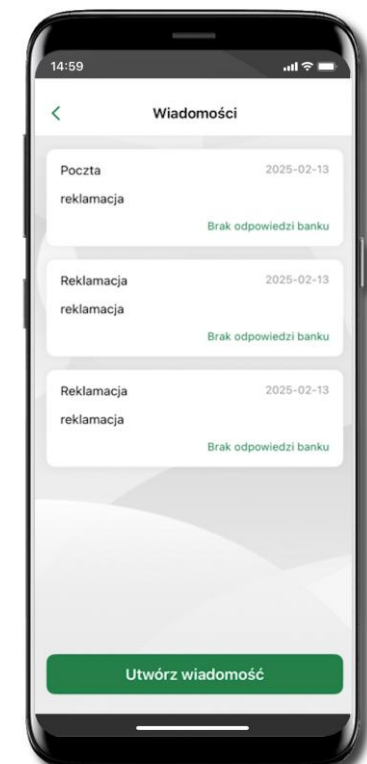 14:59
Wiadomości
Poczta 2025-02-13
reklamacja
Brak odpowiedzi banku
Reklamacja 2025-02-13
reklamacja
Brak odpowiedzi banku
Reklamacja 2025-02-13
reklamacja
Brak odpowiedzi banku
Utwórz wiadomość